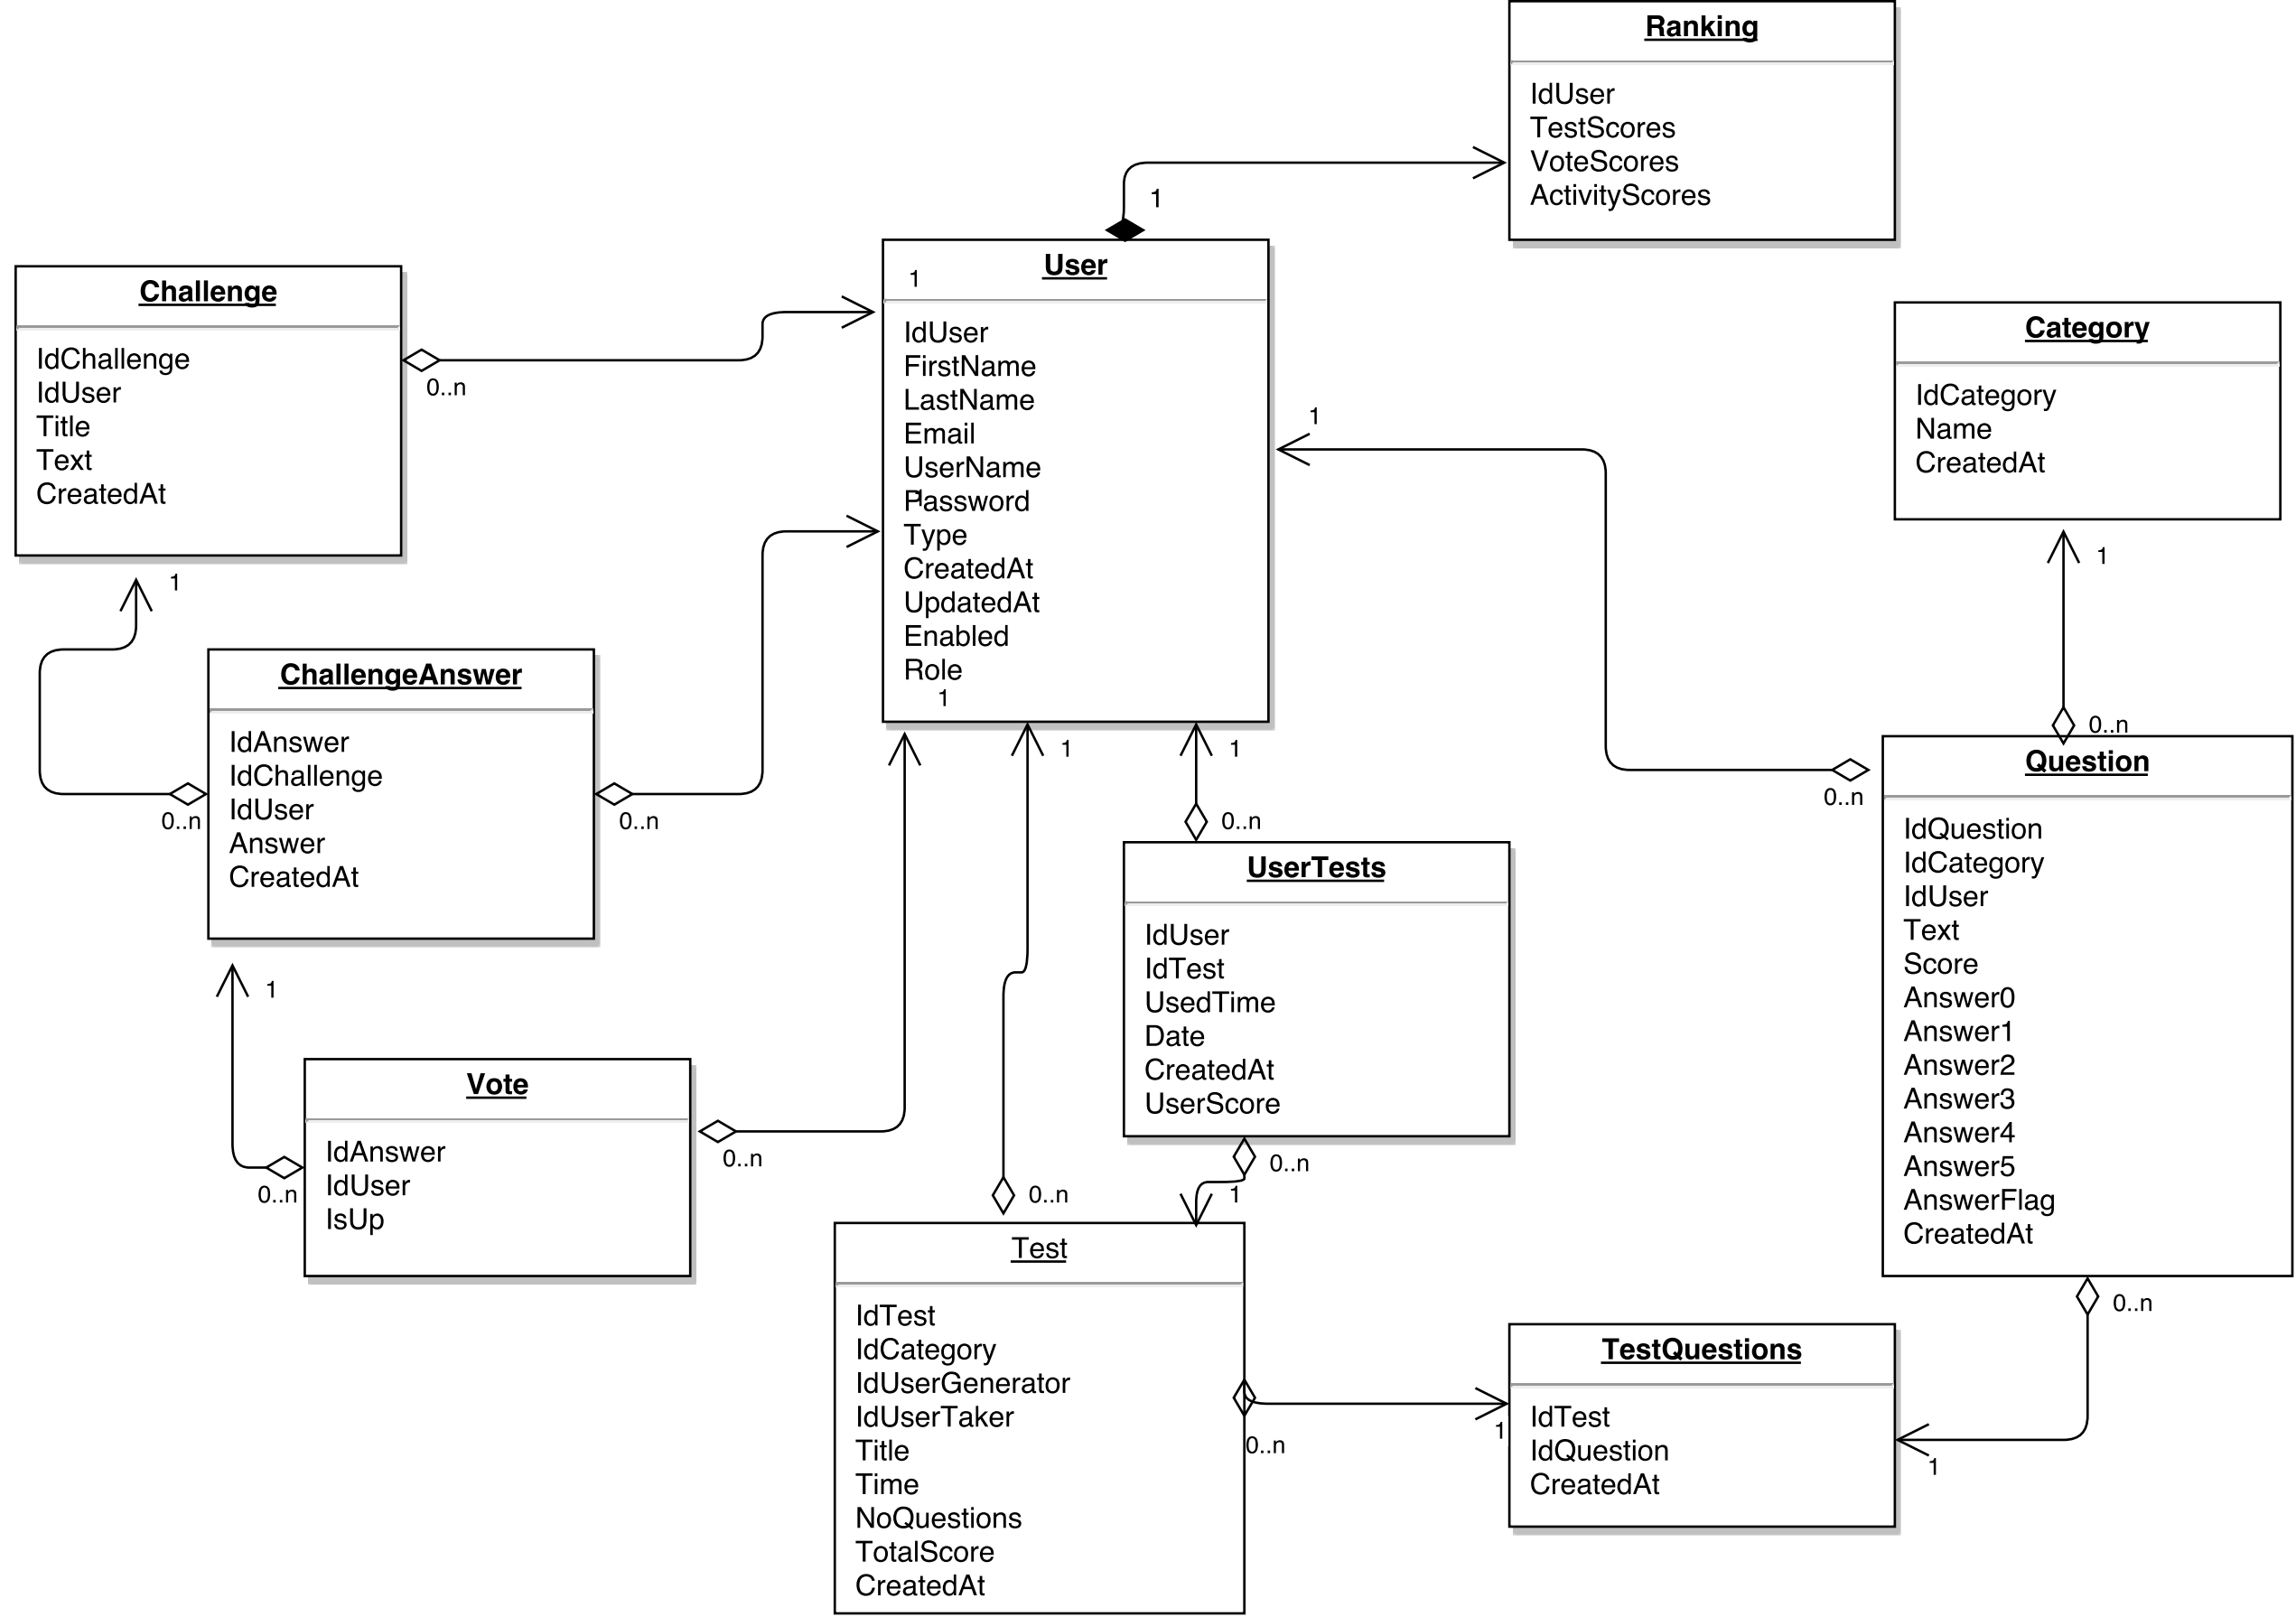 Ranking
IdUser
TestScores
VoteScores
ActivityScores
1
User
1
IdUser
FirstName
LastName
Email
UserName
Password
1
Type
CreatedAt
UpdatedAt
Enabled
Role
1
Challenge
IdChallenge
IdUser
Title
Text
CreatedAt
0..n
1
Category
IdCategory
Name
CreatedAt
1
1
0..n
0..n
ChallengeAnswer
IdAnswer
IdChallenge
IdUser
Answer
CreatedAt
0..n
0..n
1
1
1
0..n
UserTests
IdUser
IdTest
UsedTime
Date
CreatedAt
UserScore
0..n
1
Question
IdQuestion
IdCategory
IdUser
Text
Score
Answer0
Answer1
Answer2
Answer3
Answer4
Answer5
AnswerFlag
CreatedAt
0..n
Vote
IdAnswer
IdUser
IsUp
0..n
0..n
0..n
Test
IdTest
IdCategory
IdUserGenerator
IdUserTaker
Title
Time
NoQuestions
TotalScore
CreatedAt
0..n
1
TestQuestions
IdTest
IdQuestion
CreatedAt
1